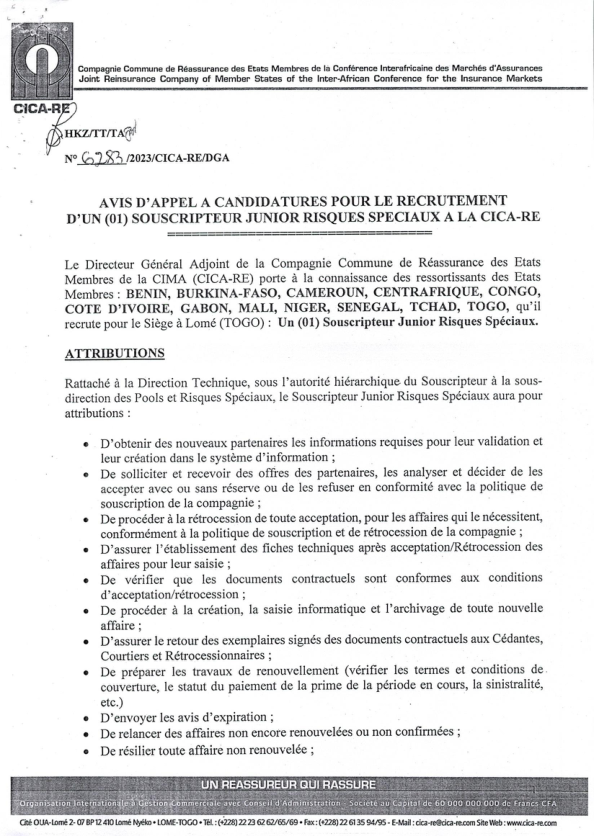 Compagnie Commune de Réassurance des Etats Membres de la Conférence Interafricaine des Marchés d'Assurances
Joint Reinsurance Company of Member States of the Inter-African Conference for the Insurance Markets
CICA-RE
HKZ/TT/TA
N° 6283/2023/CICA-RE/DGA
AVIS D'APPEL A CANDIDATURES POUR LE RECRUTEMENT
D'UN (01) SOUSCRIPTEUR JUNIOR RISQUES SPECIAUX A LA CICA-RE
Le Directeur Général Adjoint de la Compagnie Commune de Réassurance des Etats
Membres de la CIMA (CICA-RE) porte à la connaissance des ressortissants des Etats
Membres : BENIN, BURKINA-FASO, CAMEROUN, CENTRAFRIQUE, CONGO,
COTE D'IVOIRE, GABON, MALI, NIGER, SENEGAL, TCHAD, TOGO, qu'il
recrute pour le Siège à Lomé (TOGO) : Un (01) Souscripteur Junior Risques Spéciaux.
ATTRIBUTIONS
Rattaché à la Direction Technique, sous l'autorité hiérarchique du Souscripteur à la sous-
direction des Pools et Risques Spéciaux, le Souscripteur Junior Risques Spéciaux aura pour
attributions :
• D'obtenir des nouveaux partenaires les informations requises pour leur validation et
leur création dans le système d'information ;
• De solliciter et recevoir des offres des partenaires, les analyser et décider de les
accepter avec ou sans réserve ou de les refuser en conformité avec la politique de
souscription de la compagnie ;
• De procéder à la rétrocession de toute acceptation, pour les affaires qui le nécessitent,
conformément à la politique de souscription et de rétrocession de la compagnie ;
• D'assurer l'établissement des fiches techniques après acceptation/Rétrocession des
affaires pour leur saisie ;
• De vérifier que les documents contractuels sont conformes aux conditions
d'acceptation/rétrocession ;
• De procéder à la création, la saisie informatique et l'archivage de toute nouvelle
affaire ;
• D'assurer le retour des exemplaires signés des documents contractuels aux Cédantes,
Courtiers et Rétrocessionnaires ;
• De préparer les travaux de renouvellement (vérifier les termes et conditions de
couverture, le statut du paiement de la prime de la période en cours, la sinistralité,
etc.)
• D'envoyer les avis d'expiration ;
• De relancer des affaires non encore renouvelées ou non confirmées ;
• De résilier toute affaire non renouvelée ;
UN REASSUREUR QUI RASSURE
Organisation Internationale à Gestion Commerciale avec Conseil d'Administration - Société au Capital de 60 000 000 000 de Francs CFA
Cité OUA-Lomé 2- 07 BP 12 410 Lomé Nyéko • LOME-TOGO • Tél. : (+228) 22 23 62 62/65/69 • Fax : (+228) 22 61 35 94/95 - E-Mail : cica-re@cica-re.com Site Web : www.cica-re.com